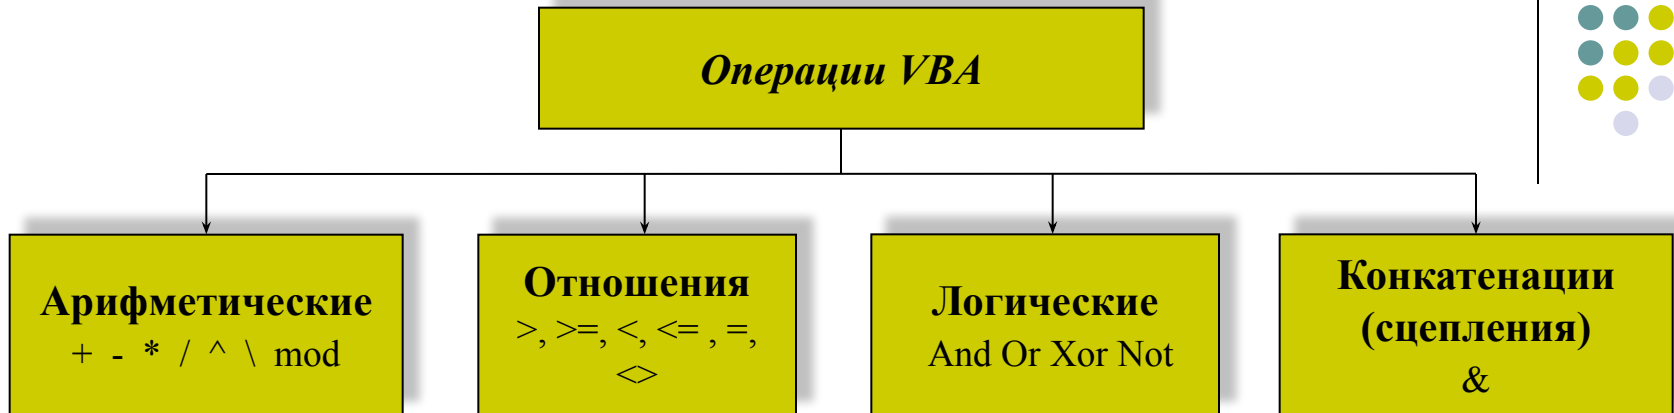 Операции VBA
Арифметические
+ - * / ^ \ mod
Отношения
>, >=, <, <= , =,
<>
Логические
And Or Xor Not
Конкатенации
(сцепления)
&